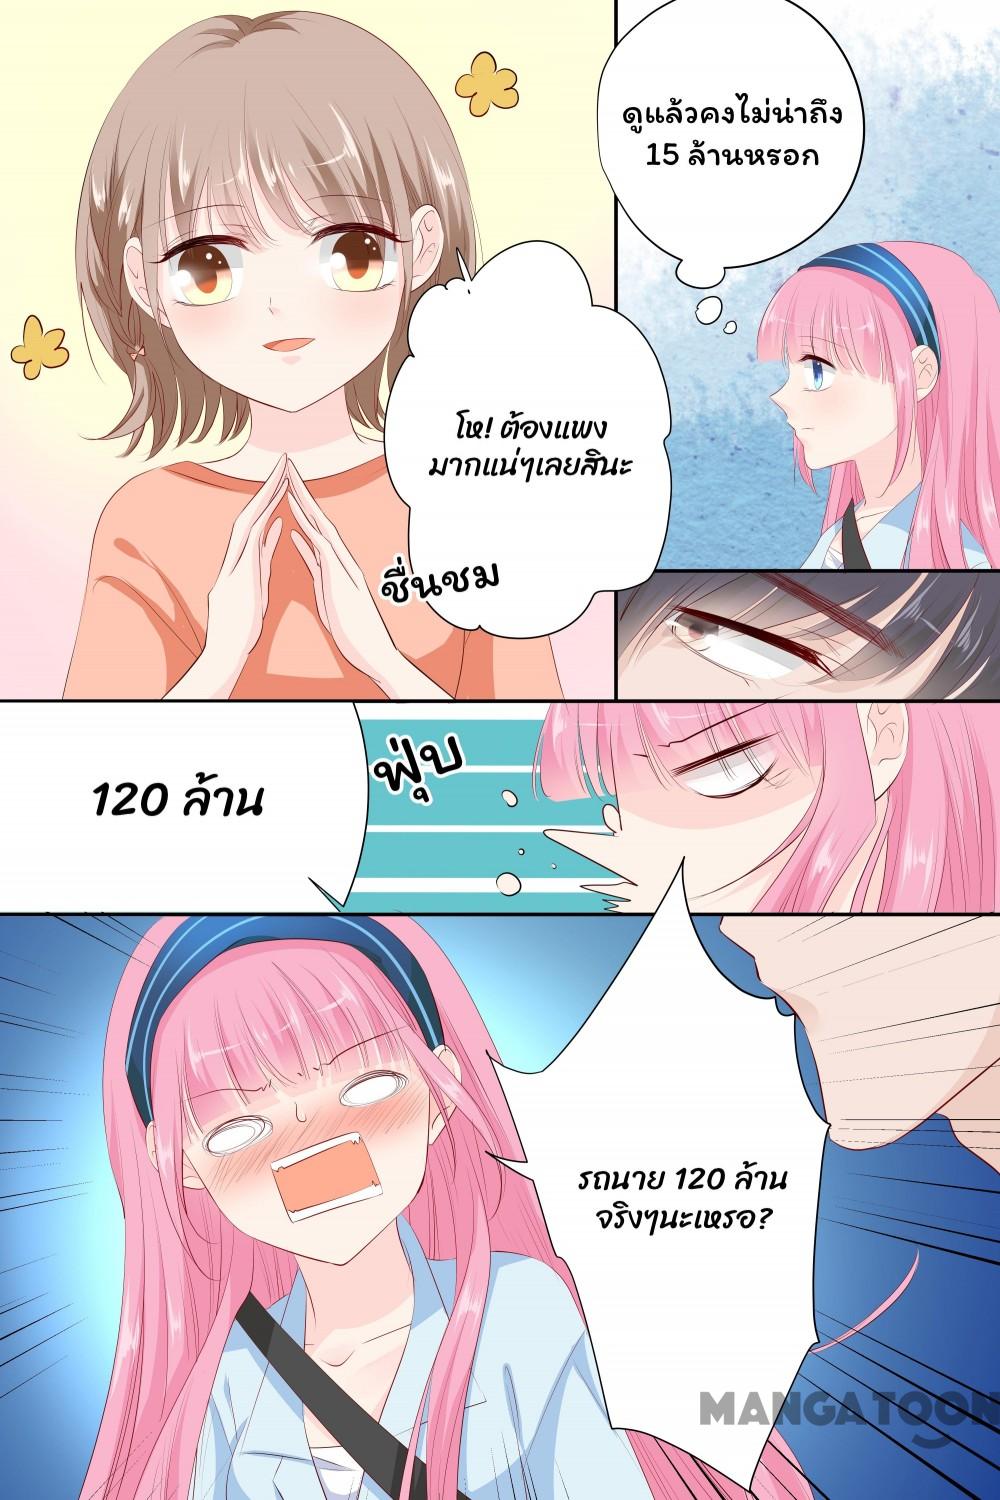 ดูแล้วคงไม่น่าถึง
15 ล้านหรอก
โห! ต้องแพง
มากแน่ๆเลยสินะ
ชื่นชม
120 ล้าน
ฟุ่บ
รถนาย 120 ล้าน
จริงๆนะเหรอ?
MANGATOON